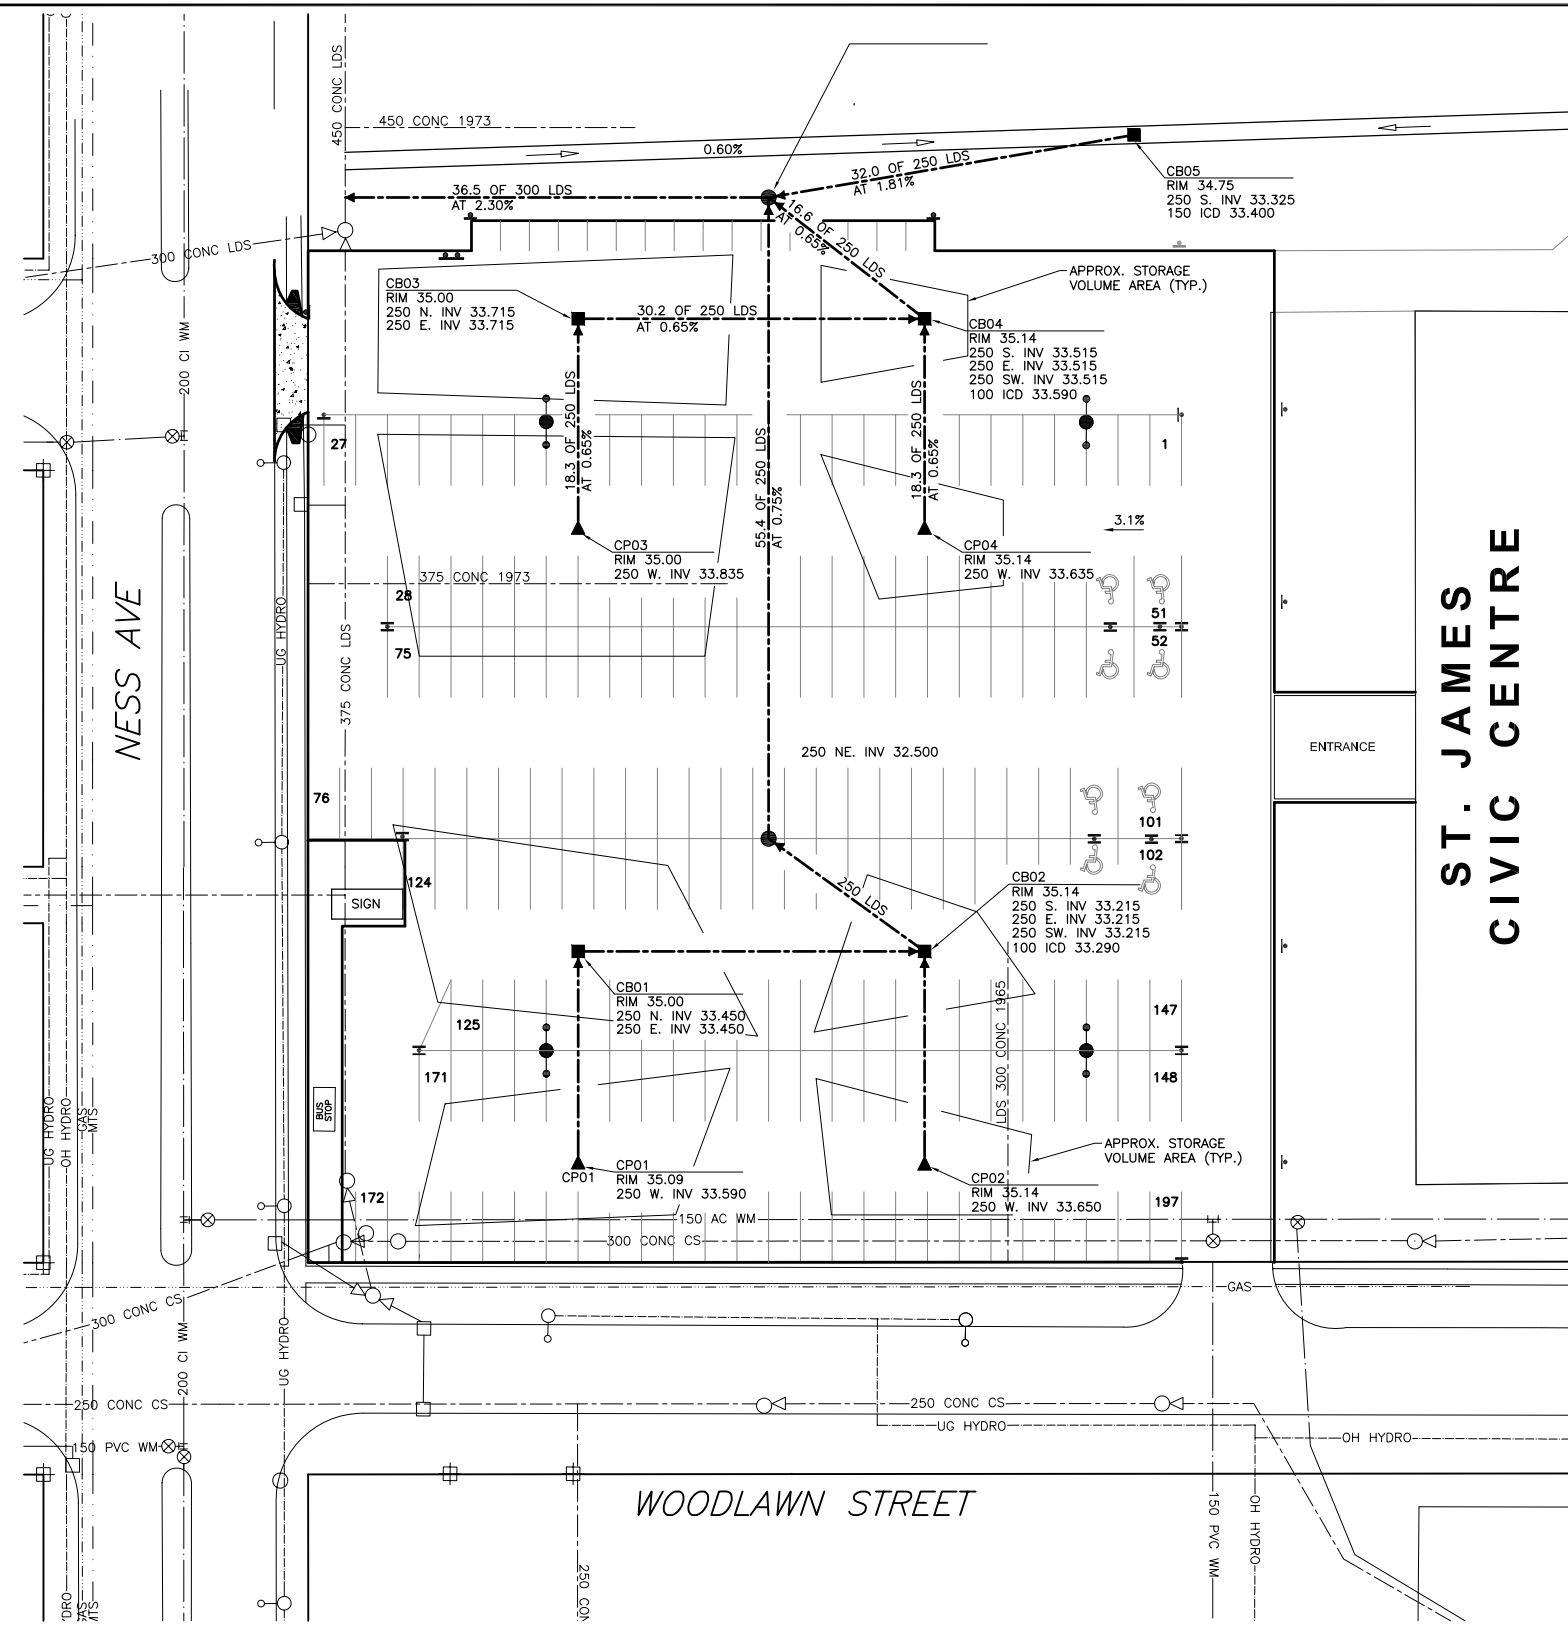 450 CONC LDS
450 CONC 1973
0.60%
32.0 OF 250 LDS
AT 1.81%
CB05
RIM 34.75
250 S. INV 33.325
150 ICD 33.400
36.5 OF 300 LDS
AT 2.30%
16.6 OF 250 LDS
AT 0.65%
300 CONC LDS
APPROX. STORAGE
VOLUME AREA (TYP.)
CB03
RIM 35.00
250 N. INV 33.715
250 E. INV 33.715
30.2 OF 250 LDS
AT 0.65%
CB04
RIM 35.14
250 S. INV 33.515
250 E. INV 33.515
250 SW. INV 33.515
100 ICD 33.590
200 CI WM
27
1
18.3 OF 250 LDS
AT 0.65%
55.4 OF 250 LDS
AT 0.75%
18.3 OF 250 LDS
AT 0.65%
3.1%
CP03
RIM 35.00
250 W. INV 33.835
CP04
RIM 35.14
250 W. INV 33.635
375 CONC 1973
28
51
75
52
NESS AVE
UG HYDRO
375 CONC LDS
ST. JAMES
CIVIC CENTRE
ENTRANCE
250 NE. INV 32.500
76
101
102
124
SIGN
250 LDS
CB02
RIM 35.14
250 S. INV 33.215
250 E. INV 33.215
250 SW. INV 33.215
100 ICD 33.290
CB01
RIM 35.00
250 N. INV 33.450
250 E. INV 33.450
LDS 300 CONC 1965
125
147
171
148
BUS
STOP
UG HYDRO
OH HYDRO
GAS
MTS
APPROX. STORAGE
VOLUME AREA (TYP.)
CP01
CP01
RIM 35.09
250 W. INV 33.590
CP02
RIM 35.14
250 W. INV 33.650
172
197
150 AC WM
300 CONC CS
GAS
300 CONC CS
200 CI WM
UG HYDRO
250 CONC CS
250 CONC CS
UG HYDRO
OH HYDRO
150 PVC WM
WOODLAWN STREET
150 PVC WM
OH HYDRO
250 CON
YDRO
GAS
MTS